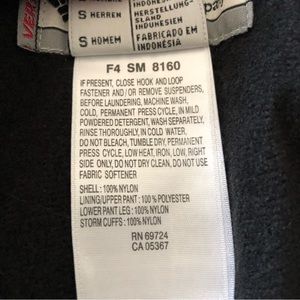 S HERREN
HERSTELLUNG-
SLAND
INDUNESIEN
S HOMEM
FABRICADO EM
INDONÉSIA
F4 SM 8160
IF PRESENT, CLOSE HOOK AND LOOP
FASTENER AND/OR REMOVE SUSPENDERS,
BEFORE LAUNDERING, MACHINE WASH,
COLD, PERMANENT PRESS CYCLE, IN MILD
POWDERED DETERGENT, WASH SEPARATELY,
RINSE THOROUGHLY, IN COLD WATER,
DO NOT BLEACH, TUMBLE DRY, PERMANENT
PRESS CYCLE, LOW HEAT, IRON, LOW, RIGHT
SIDE ONLY, DO NOT DRY CLEAN, DO NOT USE
FABRIC SOFTENER
SHELL: 100% NYLON
LINING/UPPER PANT: 100 % POLYESTER
LOWER PANT LEG: 100% NYLON
STORM CUFFS: 100% NYLON
RN 69724
CA 05367